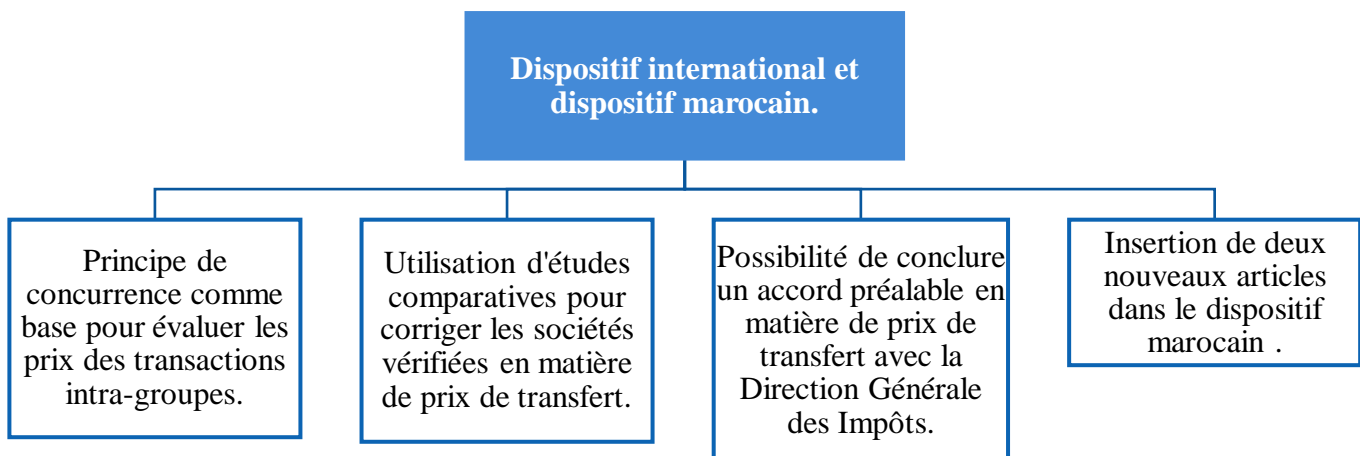 Dispositif international et
dispositif marocain.
Principe de
concurrence comme
base pour évaluer les
prix des transactions
intra-groupes.
Utilisation d'études
comparatives pour
corriger les sociétés
vérifiées en matière
de prix de transfert.
Possibilité de conclure
un accord préalable en
matière de prix de
transfert avec la
Direction Générale
des Impôts.
Insertion de deux
nouveaux articles
dans le dispositif
marocain .